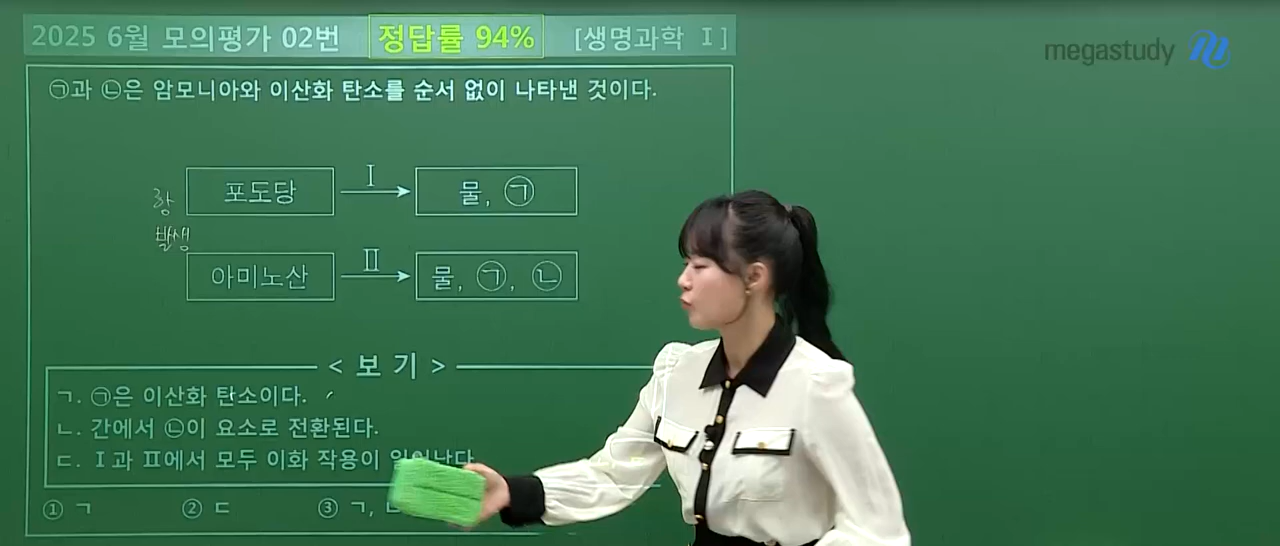 2025 6월 모의평가 02번 정답률 94% [생명과학 Ⅰ]
megastudy
㉠과 ㉡은 암모니아와 이산화 탄소를 순서 없이 나타낸 것이다.
Ⅰ
포도당 물, ㉠
발생
Ⅱ
아미노산 물, ㉠, ㉡
< 보 기 >
ㄱ. ㉠은 이산화 탄소이다.
ㄴ. 간에서 ㉡이 요소로 전환된다.
ㄷ. Ⅰ과 Ⅱ에서 모두 이화 작용이
① ㄱ ② ㄷ ③ ㄱ,